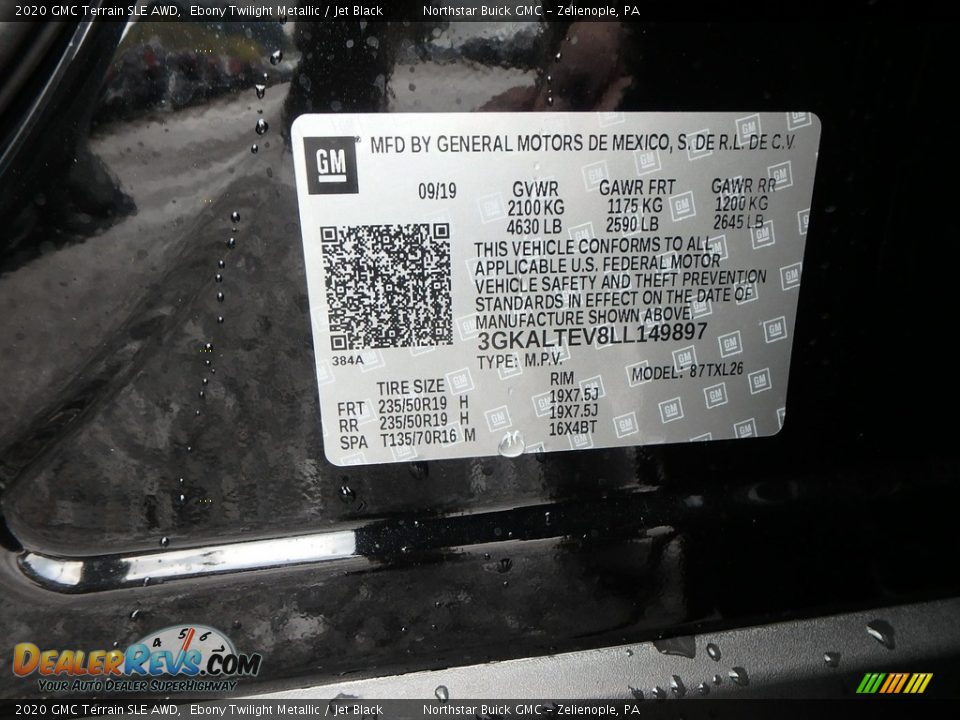 2020 GMC Terrain SLE AWD, Ebony Twilight Metallic / Jet Black Northstar Buick GMC - Zelienople, PA
GM MFD BY GENERAL MOTORS DE MEXICO, S. DE R.L. DE C.V.
09/19 GVWR GAWR FRT GAWR RR
2100 KG 1175 KG 1200 KG
4630 LB 2590 LB 2645 LB
THIS VEHICLE CONFORMS TO ALL
APPLICABLE U.S. FEDERAL MOTOR
VEHICLE SAFETY AND THEFT PREVENTION
STANDARDS IN EFFECT ON THE DATE OF
MANUFACTURE SHOWN ABOVE.
3GKALTEV8LL149897
384A TYPE: M.P.V. MODEL: 87TXL26
TIRE SIZE RIM
FRT 235/50R19 H 19X7.5J
RR 235/50R19 H 19X7.5J
SPA T135/70R16 M 16X4BT
4 5 6
DEALERREVS.COM
YOUR AUTO DEALER SUPERHIGHWAY
2020 GMC Terrain SLE AWD, Ebony Twilight Metallic / Jet Black Northstar Buick GMC - Zelienople, PA